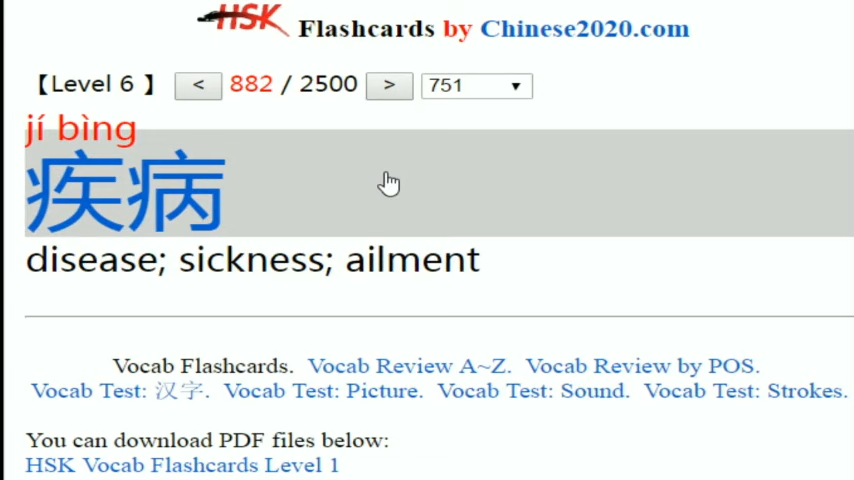 HSK Flashcards by Chinese2020.com
【Level 6 】 < 882 / 2500 > 751 ▼
jí bìng
疾病
disease; sickness; ailment
Vocab Flashcards. Vocab Review A~Z. Vocab Review by POS.
Vocab Test: 汉字. Vocab Test: Picture. Vocab Test: Sound. Vocab Test: Strokes.
You can download PDF files below:
HSK Vocab Flashcards Level 1